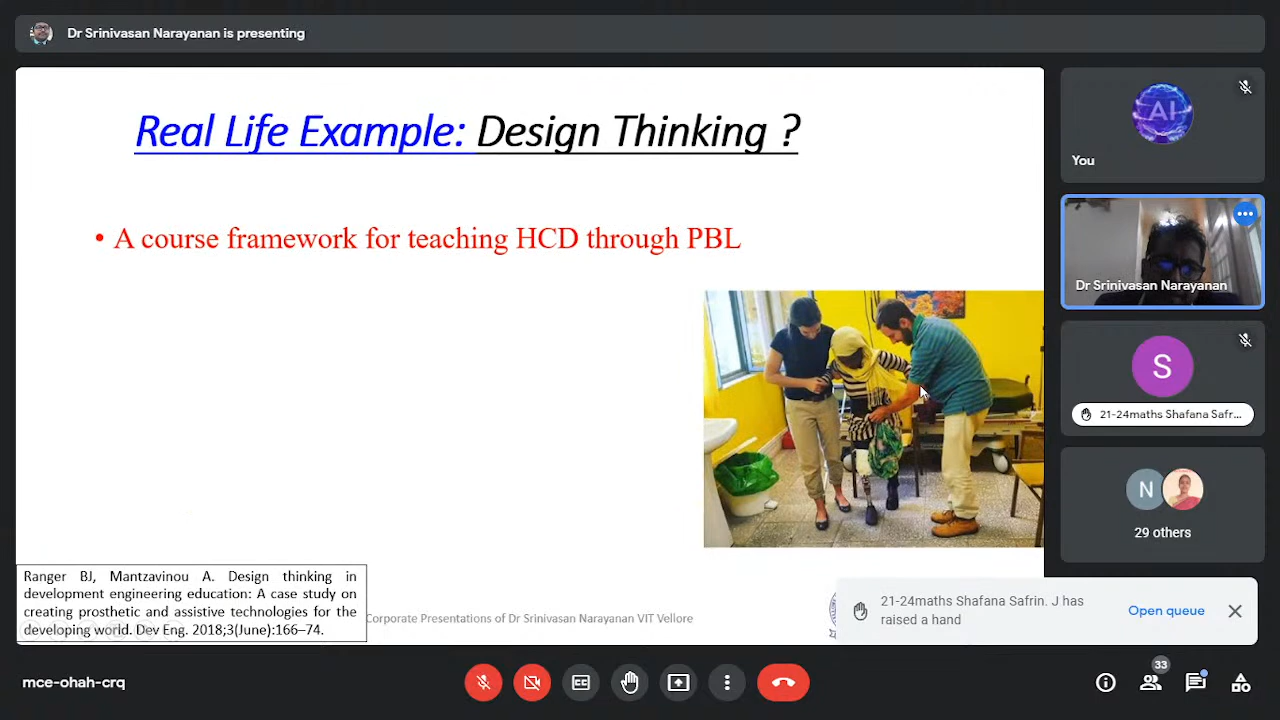 Dr Srinivasan Narayanan is presenting
Real Life Example: Design Thinking ?
• A course framework for teaching HCD through PBL
Ranger BJ, Mantzavinou A. Design thinking in
development engineering education: A case study on
creating prosthetic and assistive technologies for the
developing world. Dev Eng. 2018;3(June):166–74.
Corporate Presentations of Dr Srinivasan Narayanan VIT Vellore
AI
You
Dr Srinivasan Narayanan
S
21-24maths Shafana Safr...
N
29 others
21-24maths Shafana Safrin. J has
raised a hand
Open queue
mce-ohah-crq
CC
33